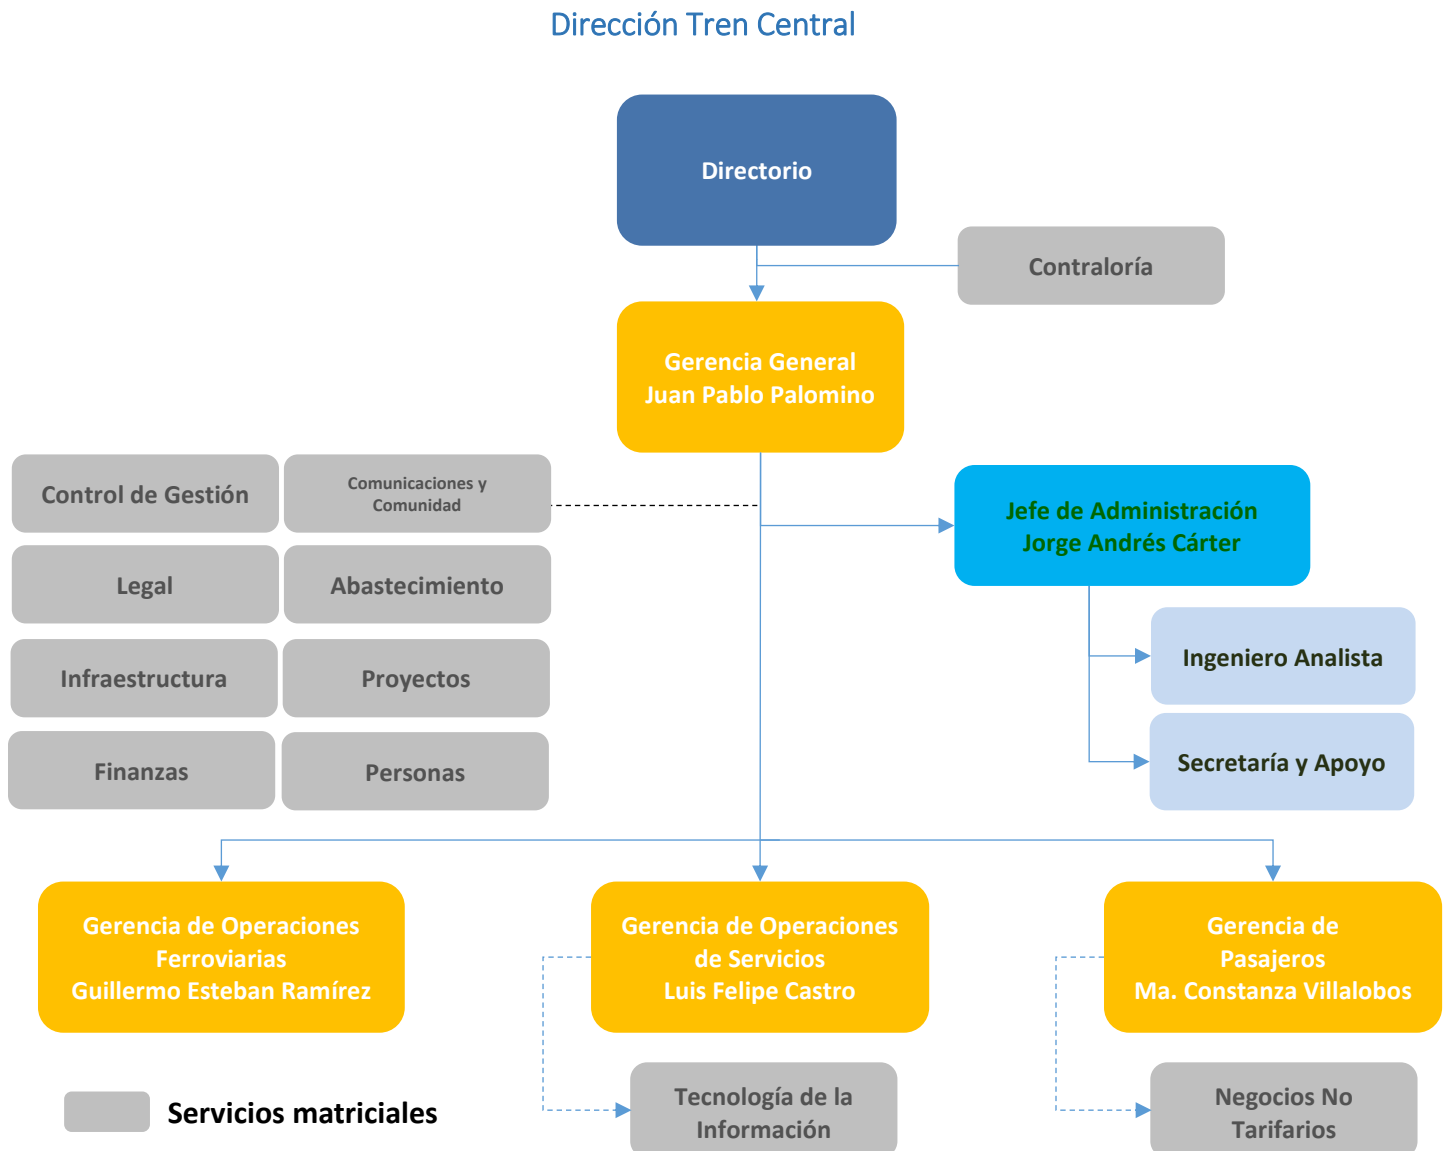 Dirección Tren Central
Directorio
Contraloría
Gerencia General
Juan Pablo Palomino
Control de Gestión
Comunicaciones y
Comunidad
Jefe de Administración
Jorge Andrés Cárter
Legal
Abastecimiento
Infraestructura
Proyectos
Ingeniero Analista
Finanzas
Personas
Secretaría y Apoyo
Gerencia de Operaciones
Ferroviarias
Guillermo Esteban Ramírez
Gerencia de Operaciones
de Servicios
Luis Felipe Castro
Gerencia de
Pasajeros
Ma. Constanza Villalobos
Servicios matriciales
Tecnología de la
Información
Negocios No
Tarifarios